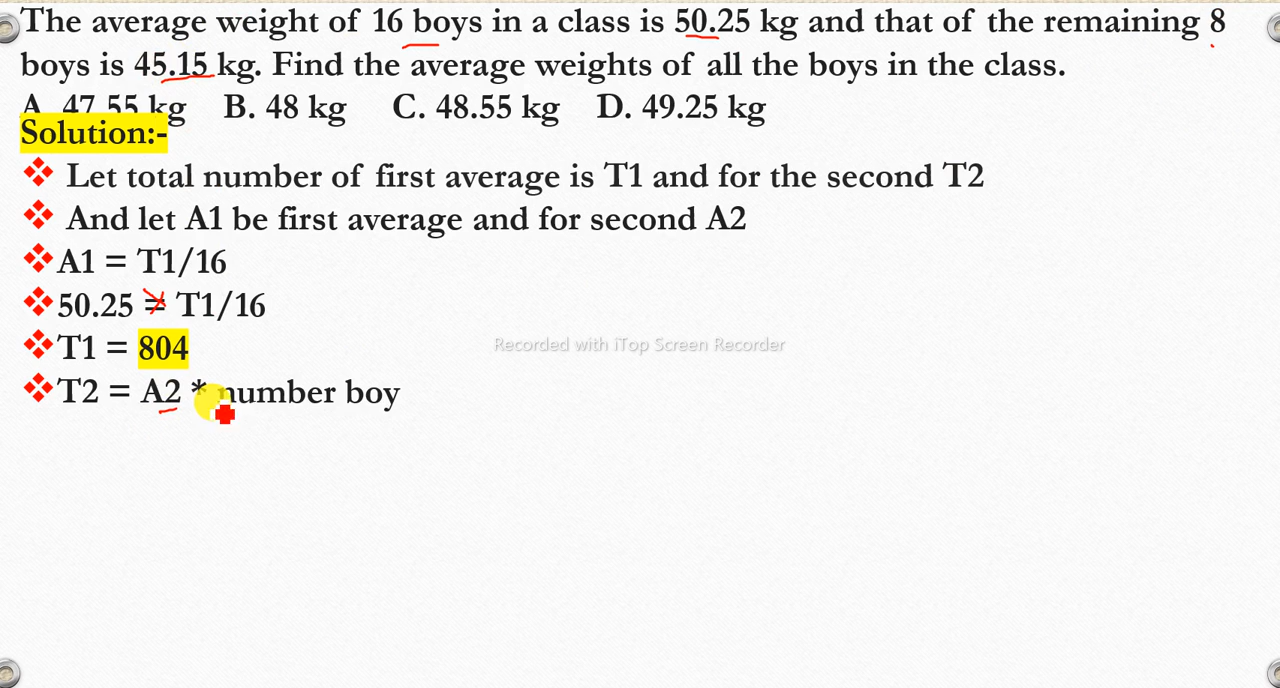 The average weight of 16 boys in a class is 50.25 kg and that of the remaining 8
boys is 45.15 kg. Find the average weights of all the boys in the class.
A. 47.55 kg B. 48 kg C. 48.55 kg D. 49.25 kg
Solution:-
❖ Let total number of first average is T1 and for the second T2
❖ And let A1 be first average and for second A2
❖ A1 = T1/16
❖ 50.25 = T1/16
❖ T1 = 804
❖ T2 = A2 * number boy
Recorded with iTop Screen Recorder